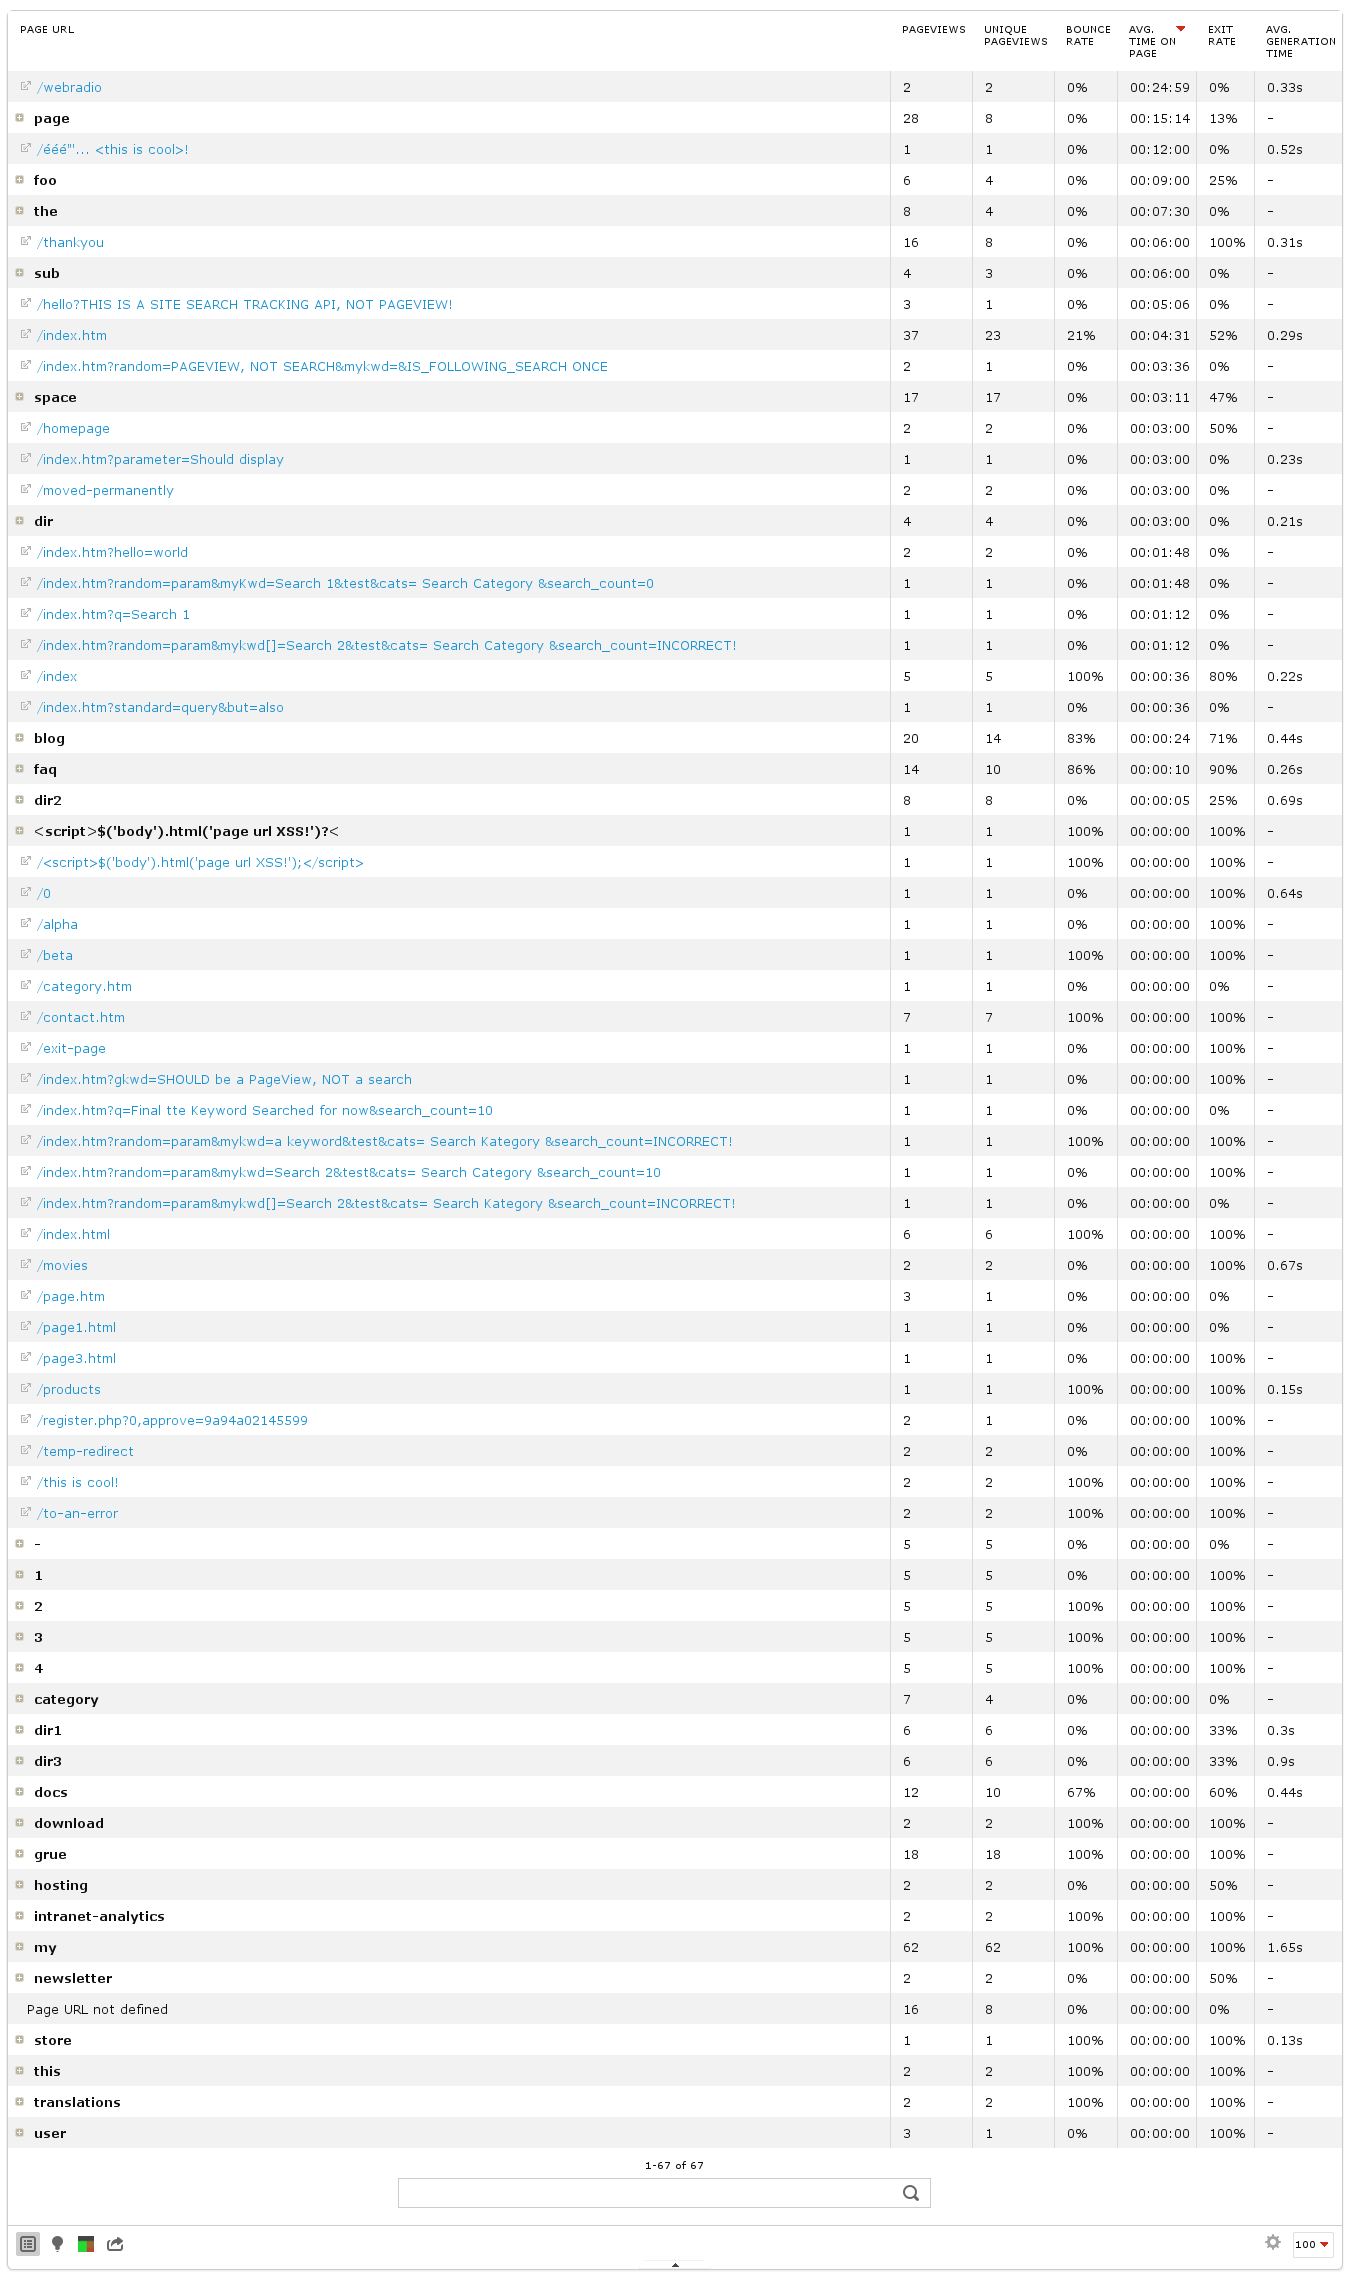 PAGE URL PAGEVIEWS UNIQUE PAGEVIEWS BOUNCE RATE AVG. TIME ON PAGE EXIT RATE AVG. GENERATION TIME
/webradio 2 2 0% 00:24:59 0% 0.33s
page 28 8 0% 00:15:14 13% -
/ééé"'... <this is cool>! 1 1 0% 00:12:00 0% 0.52s
foo 6 4 0% 00:09:00 25% -
the 8 4 0% 00:07:30 0% -
/thankyou 16 8 0% 00:06:00 100% 0.31s
sub 4 3 0% 00:06:00 0% -
/hello?THIS IS A SITE SEARCH TRACKING API, NOT PAGEVIEW! 3 1 0% 00:05:06 0% -
/index.htm 37 23 21% 00:04:31 52% 0.29s
/index.htm?random=PAGEVIEW, NOT SEARCH&mykwd=&IS_FOLLOWING_SEARCH ONCE 2 1 0% 00:03:36 0% -
space 17 17 0% 00:03:11 47% -
/homepage 2 2 0% 00:03:00 50% -
/index.htm?parameter=Should display 1 1 0% 00:03:00 0% 0.23s
/moved-permanently 2 2 0% 00:03:00 0% -
dir 4 4 0% 00:03:00 0% 0.21s
/index.htm?hello=world 2 2 0% 00:01:48 0% -
/index.htm?random=param&myKwd=Search 1&test&cats= Search Category &search_count=0 1 1 0% 00:01:48 0% -
/index.htm?q=Search 1 1 1 0% 00:01:12 0% -
/index.htm?random=param&mykwd[]=Search 2&test&cats= Search Category &search_count=INCORRECT! 1 1 0% 00:01:12 0% -
/index 5 5 100% 00:00:36 80% 0.22s
/index.htm?standard=query&but=also 1 1 0% 00:00:36 0% -
blog 20 14 83% 00:00:24 71% 0.44s
faq 14 10 86% 00:00:10 90% 0.26s
dir2 8 8 0% 00:00:05 25% 0.69s
<script>$('body').html('page url XSS!')?< 1 1 100% 00:00:00 100% -
/<script>$('body').html('page url XSS!');</script> 1 1 100% 00:00:00 100% -
/0 1 1 0% 00:00:00 100% 0.64s
/alpha 1 1 0% 00:00:00 100% -
/beta 1 1 100% 00:00:00 100% -
/category.htm 1 1 0% 00:00:00 0% -
/contact.htm 7 7 100% 00:00:00 100% -
/exit-page 1 1 0% 00:00:00 100% -
/index.htm?gkwd=SHOULD be a PageView, NOT a search 1 1 0% 00:00:00 100% -
/index.htm?q=Final tte Keyword Searched for now&search_count=10 1 1 0% 00:00:00 0% -
/index.htm?random=param&mykwd=a keyword&test&cats= Search Kategory &search_count=INCORRECT! 1 1 100% 00:00:00 100% -
/index.htm?random=param&mykwd=Search 2&test&cats= Search Category &search_count=10 1 1 0% 00:00:00 100% -
/index.htm?random=param&mykwd[]=Search 2&test&cats= Search Kategory &search_count=INCORRECT! 1 1 0% 00:00:00 0% -
/index.html 6 6 100% 00:00:00 100% -
/movies 2 2 0% 00:00:00 100% 0.67s
/page.htm 3 1 0% 00:00:00 0% -
/page1.html 1 1 0% 00:00:00 0% -
/page3.html 1 1 0% 00:00:00 100% -
/products 1 1 100% 00:00:00 100% 0.15s
/register.php?0,approve=9a94a02145599 2 1 0% 00:00:00 100% -
/temp-redirect 2 2 0% 00:00:00 100% -
/this is cool! 2 2 100% 00:00:00 100% -
/to-an-error 2 2 100% 00:00:00 100% -
- 5 5 0% 00:00:00 0% -
1 5 5 0% 00:00:00 100% -
2 5 5 100% 00:00:00 100% -
3 5 5 100% 00:00:00 100% -
4 5 5 100% 00:00:00 100% -
category 7 4 0% 00:00:00 0% -
dir1 6 6 0% 00:00:00 33% 0.3s
dir3 6 6 0% 00:00:00 33% 0.9s
docs 12 10 67% 00:00:00 60% 0.44s
download 2 2 100% 00:00:00 100% -
grue 18 18 100% 00:00:00 100% -
hosting 2 2 0% 00:00:00 50% -
intranet-analytics 2 2 100% 00:00:00 100% -
my 62 62 100% 00:00:00 100% 1.65s
newsletter 2 2 0% 00:00:00 50% -
Page URL not defined 16 8 0% 00:00:00 0% -
store 1 1 100% 00:00:00 100% 0.13s
this 2 2 100% 00:00:00 100% -
translations 2 2 100% 00:00:00 100% -
user 3 1 0% 00:00:00 100% -
1-67 of 67
100